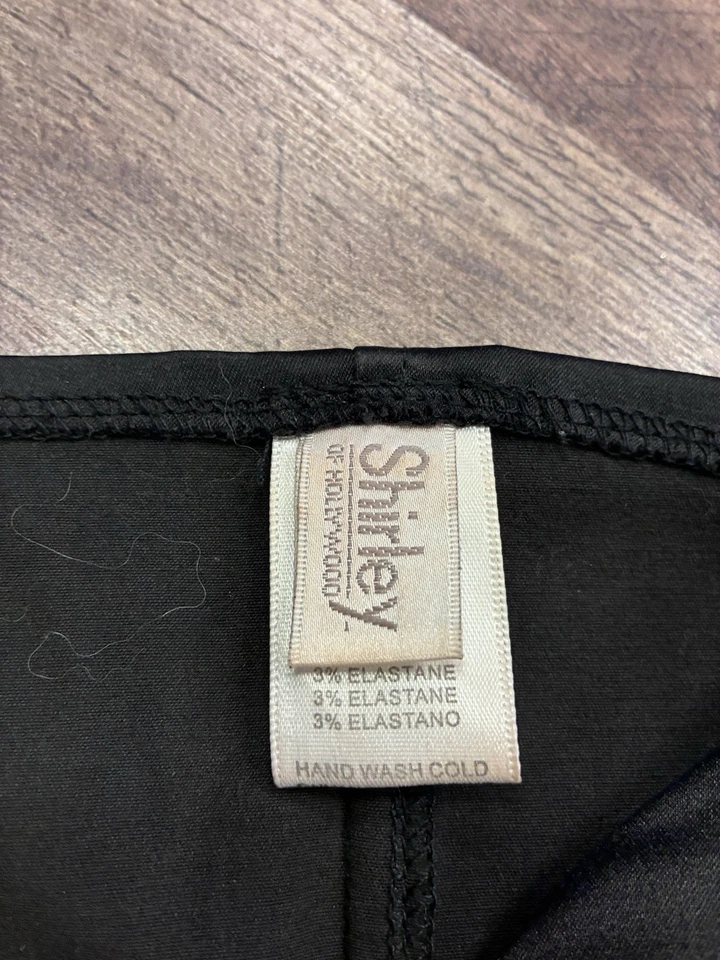 Shirley
OF HOLLYWOOD
3% ELASTANE
3% ELASTANE
3% ELASTANO
HAND WASH COLD